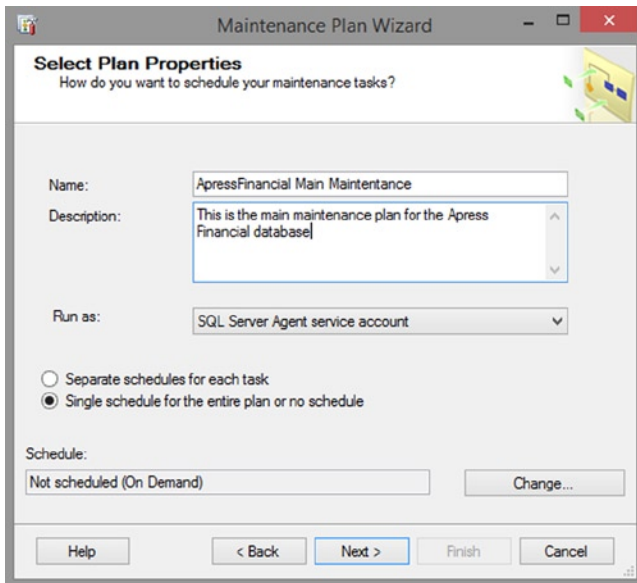 Maintenance Plan Wizard
Select Plan Properties
How do you want to schedule your maintenance tasks?
Name:
ApressFinancial Main Maintentance
Description:
This is the main maintenance plan for the Apress
Financial database
Run as:
SQL Server Agent service account
Separate schedules for each task
Single schedule for the entire plan or no schedule
Schedule:
Not scheduled (On Demand)
Change...
Help
< Back
Next >
Finish
Cancel